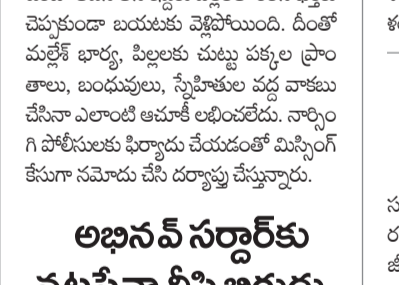 చెప్పకుండా బయటకు వెళ్లిపోయింది. దీంతో
మల్లేశ్ భార్య, పిల్లలకు చుట్టు పక్కల ప్రాం
తాలు, బంధువులు, స్నేహితుల వద్ద వాకబు
చేసినా ఎలాంటి ఆచూకీ లభించలేదు. నార్సిం
గి పోలీసులకు ఫిర్యాదు చేయడంతో మిస్సింగ్
కేసుగా నమోదు చేసి దర్యాప్తు చేస్తున్నారు.
అభినవ్ సర్దార్‌కు